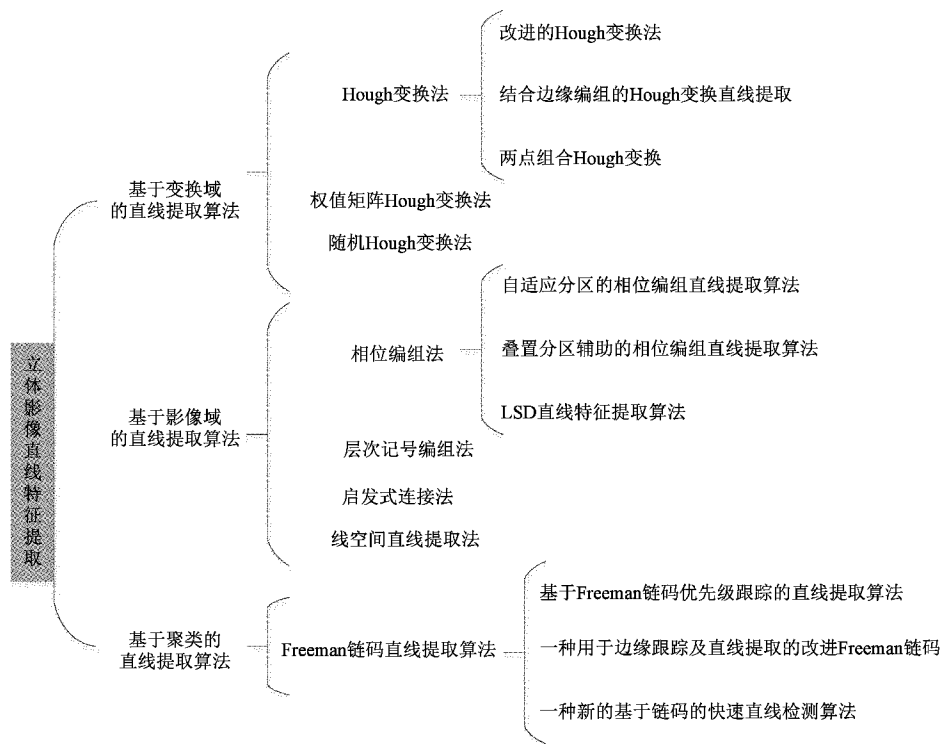 立体影像直线特征提取
基于变换域
的直线提取算法
Hough变换法
改进的Hough变换法
结合边缘编组的Hough变换直线提取
两点组合Hough变换
权值矩阵Hough变换法
随机Hough变换法
基于影像域
的直线提取算法
相位编组法
自适应分区的相位编组直线提取算法
叠置分区辅助的相位编组直线提取算法
LSD直线特征提取算法
层次记号编组法
启发式连接法
线空间直线提取法
基于聚类的
直线提取算法
Freeman链码直线提取算法
基于Freeman链码优先级跟踪的直线提取算法
一种用于边缘跟踪及直线提取的改进Freeman链码
一种新的基于链码的快速直线检测算法